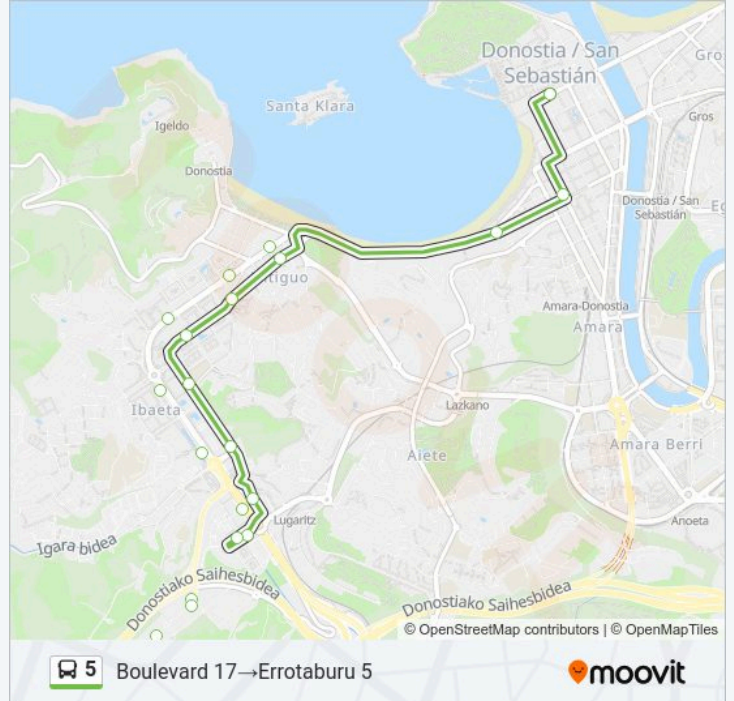 Donostia / San
Sebastián
Gro
Santa Klara
Igeldo
Gros
Donostia
Donostia / San
Sebastián
Eg
tiguo
Amara-Donostia
Amara
Lazkano
Ibaeta
Amara Berri
Aiete
Lugaritz
Anoeta
Igara bidea
Donostiako Saihesbidea
Donostiako Saihesbidea
© OpenStreetMap contributors | © OpenMapTiles
5 Boulevard 17→Errotaburu 5
moovit